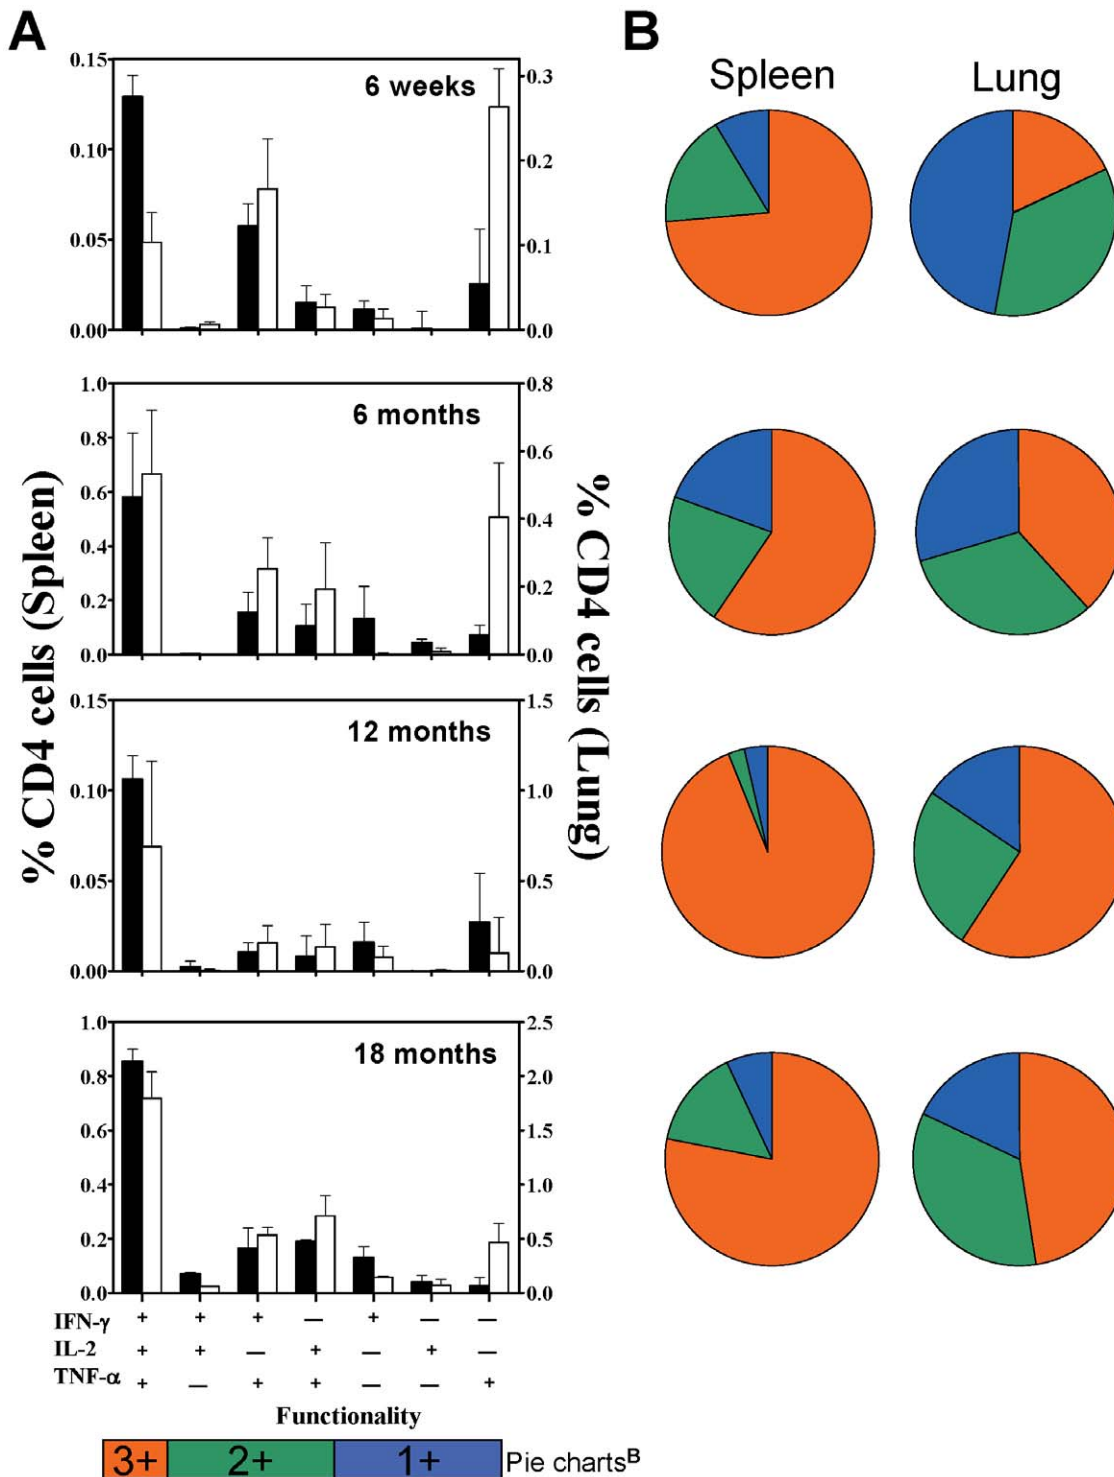 A
B
Spleen Lung
6 weeks
0.15
0.10
0.05
0.00
0.3
0.2
0.1
0.0
6 months
1.0
0.8
0.6
0.4
0.2
0.0
0.8
0.6
0.4
0.2
0.0
% CD4 cells (Spleen)
% CD4 cells (Lung)
12 months
0.15
0.10
0.05
0.00
1.5
1.0
0.5
0.0
18 months
1.0
0.8
0.6
0.4
0.2
0.0
2.5
2.0
1.5
1.0
0.5
0.0
IFN-γ + + + — + — —
IL-2 + + — + — + —
TNF-α + — + + — — +
Functionality
3+ 2+ 1+ Pie charts^B